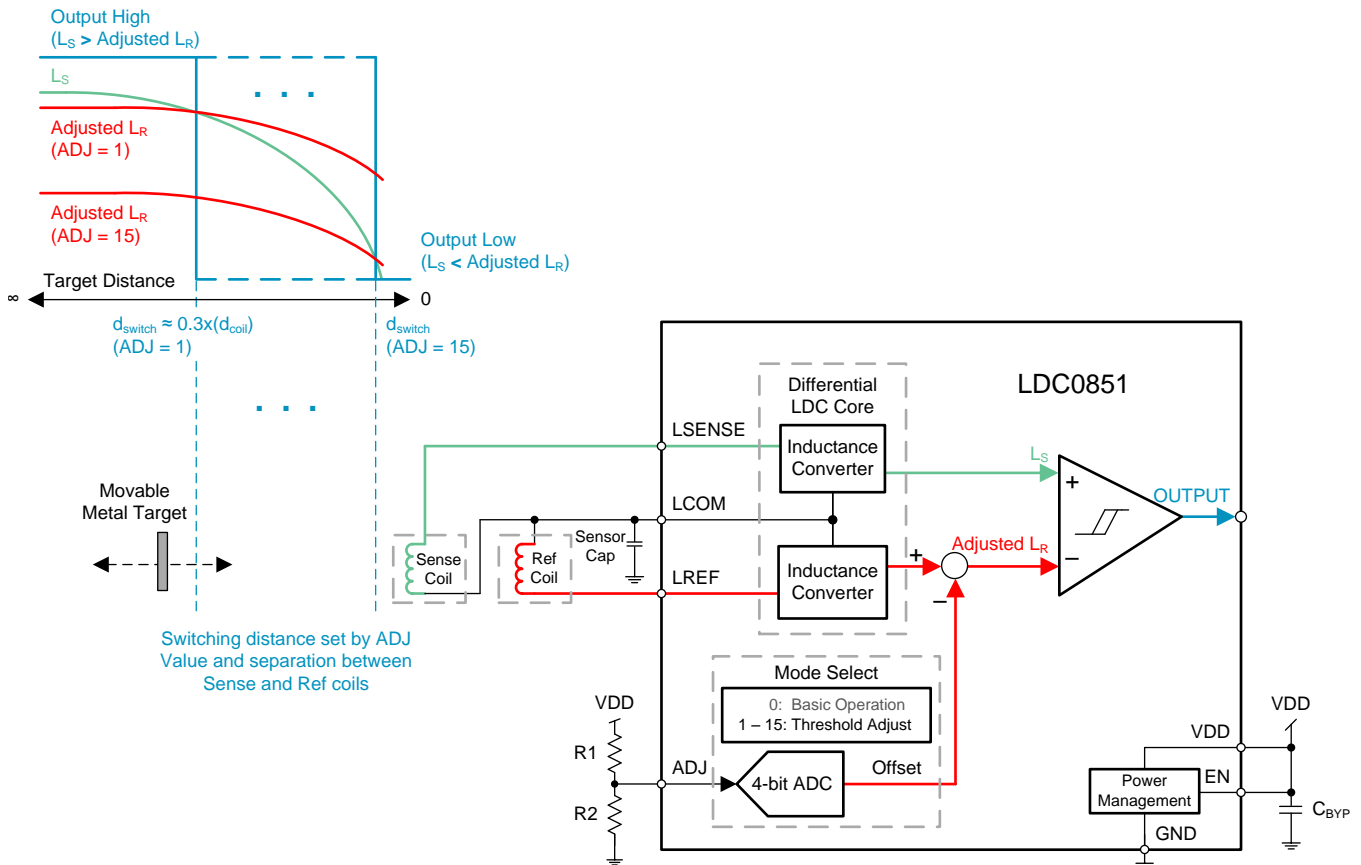 Output High
(LS > Adjusted LR)
LS
. . .
Adjusted LR
(ADJ = 1)
Adjusted LR
(ADJ = 15)
Output Low
(LS < Adjusted LR)
∞
Target Distance
0
dswitch ≈ 0.3x(dcoil)
(ADJ = 1)
dswitch
(ADJ = 15)
. . .
Movable
Metal Target
Switching distance set by ADJ
Value and separation between
Sense and Ref coils
Sense
Coil
Ref
Coil
Sensor
Cap
LSENSE
LCOM
LREF
Differential
LDC Core
Inductance
Converter
Inductance
Converter
LDC0851
LS
+
OUTPUT
Adjusted LR
–
+
–
Mode Select
0: Basic Operation
1 – 15: Threshold Adjust
VDD
R1
R2
ADJ
4-bit ADC
Offset
VDD
VDD
EN
Power
Management
GND
CBYP